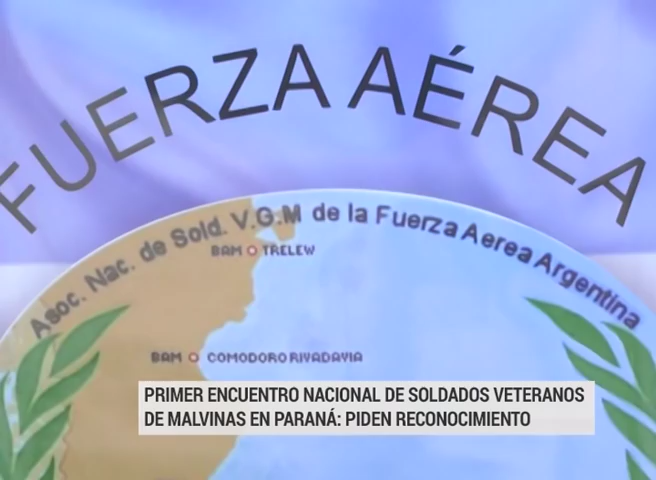 FUERZA AÉREA
Asoc. Nac. de Sold. V.G.M de la Fuerza Aerea Argentina
BAM TRELEW
BAM COMODORO RIVADAVIA
PRIMER ENCUENTRO NACIONAL DE SOLDADOS VETERANOS
DE MALVINAS EN PARANÁ: PIDEN RECONOCIMIENTO